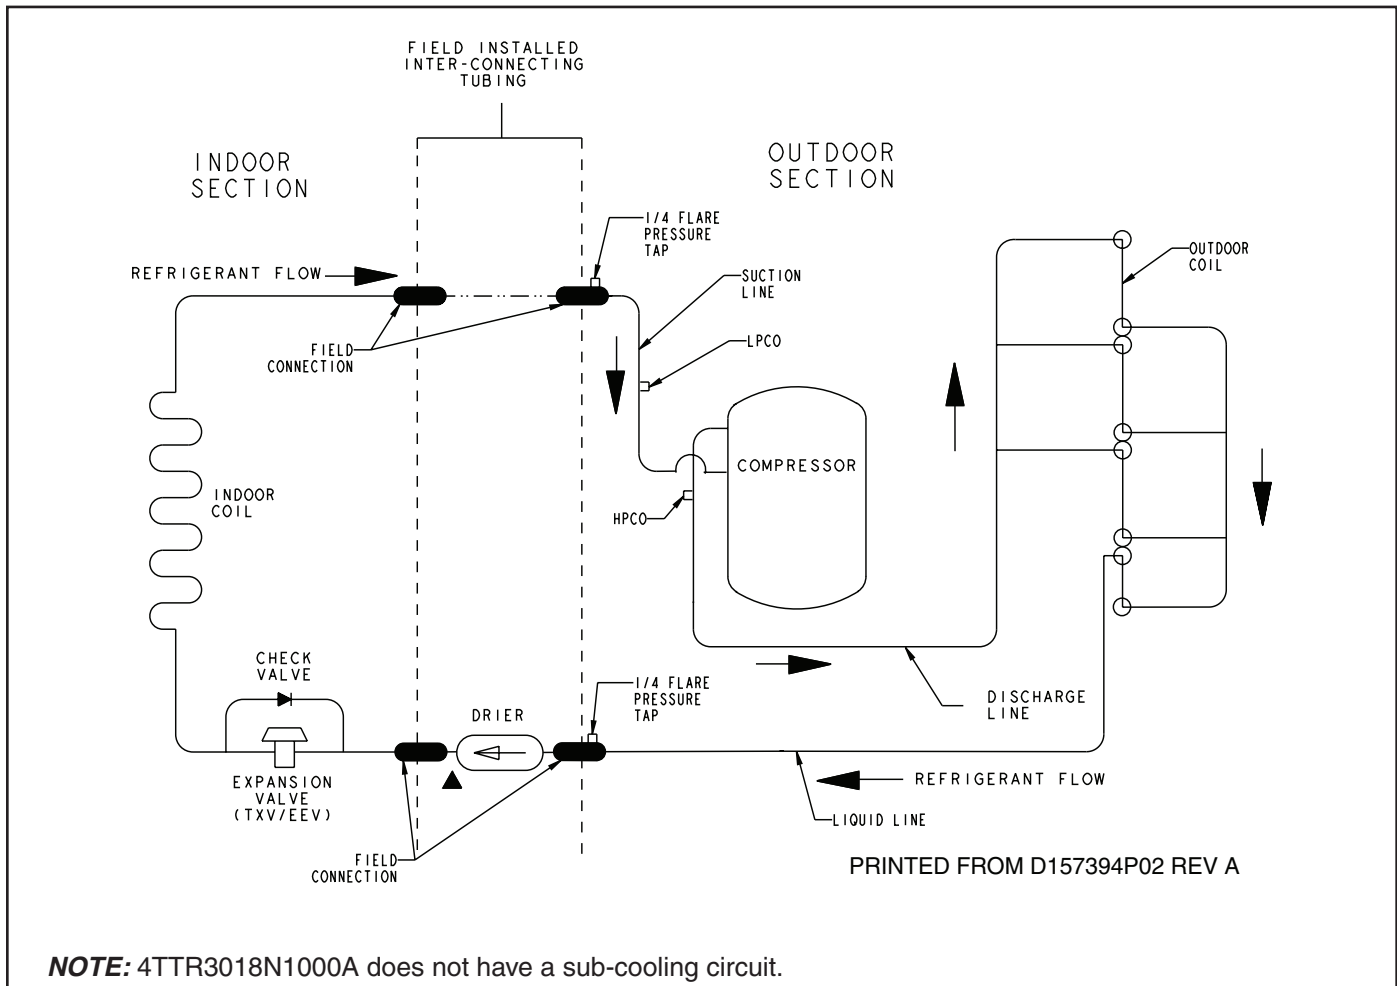 FIELD INSTALLED
INTER-CONNECTING
TUBING
INDOOR
SECTION
OUTDOOR
SECTION
1/4 FLARE
PRESSURE
TAP
OUTDOOR
COIL
REFRIGERANT FLOW
SUCTION
LINE
FIELD
CONNECTION
LPCO
COMPRESSOR
INDOOR
COIL
HPCO
CHECK
VALVE
1/4 FLARE
PRESSURE
TAP
DRIER
DISCHARGE
LINE
EXPANSION
VALVE
(TXV/EEV)
REFRIGERANT FLOW
LIQUID LINE
FIELD
CONNECTION
PRINTED FROM D157394P02 REV A
NOTE: 4TTR3018N1000A does not have a sub-cooling circuit.